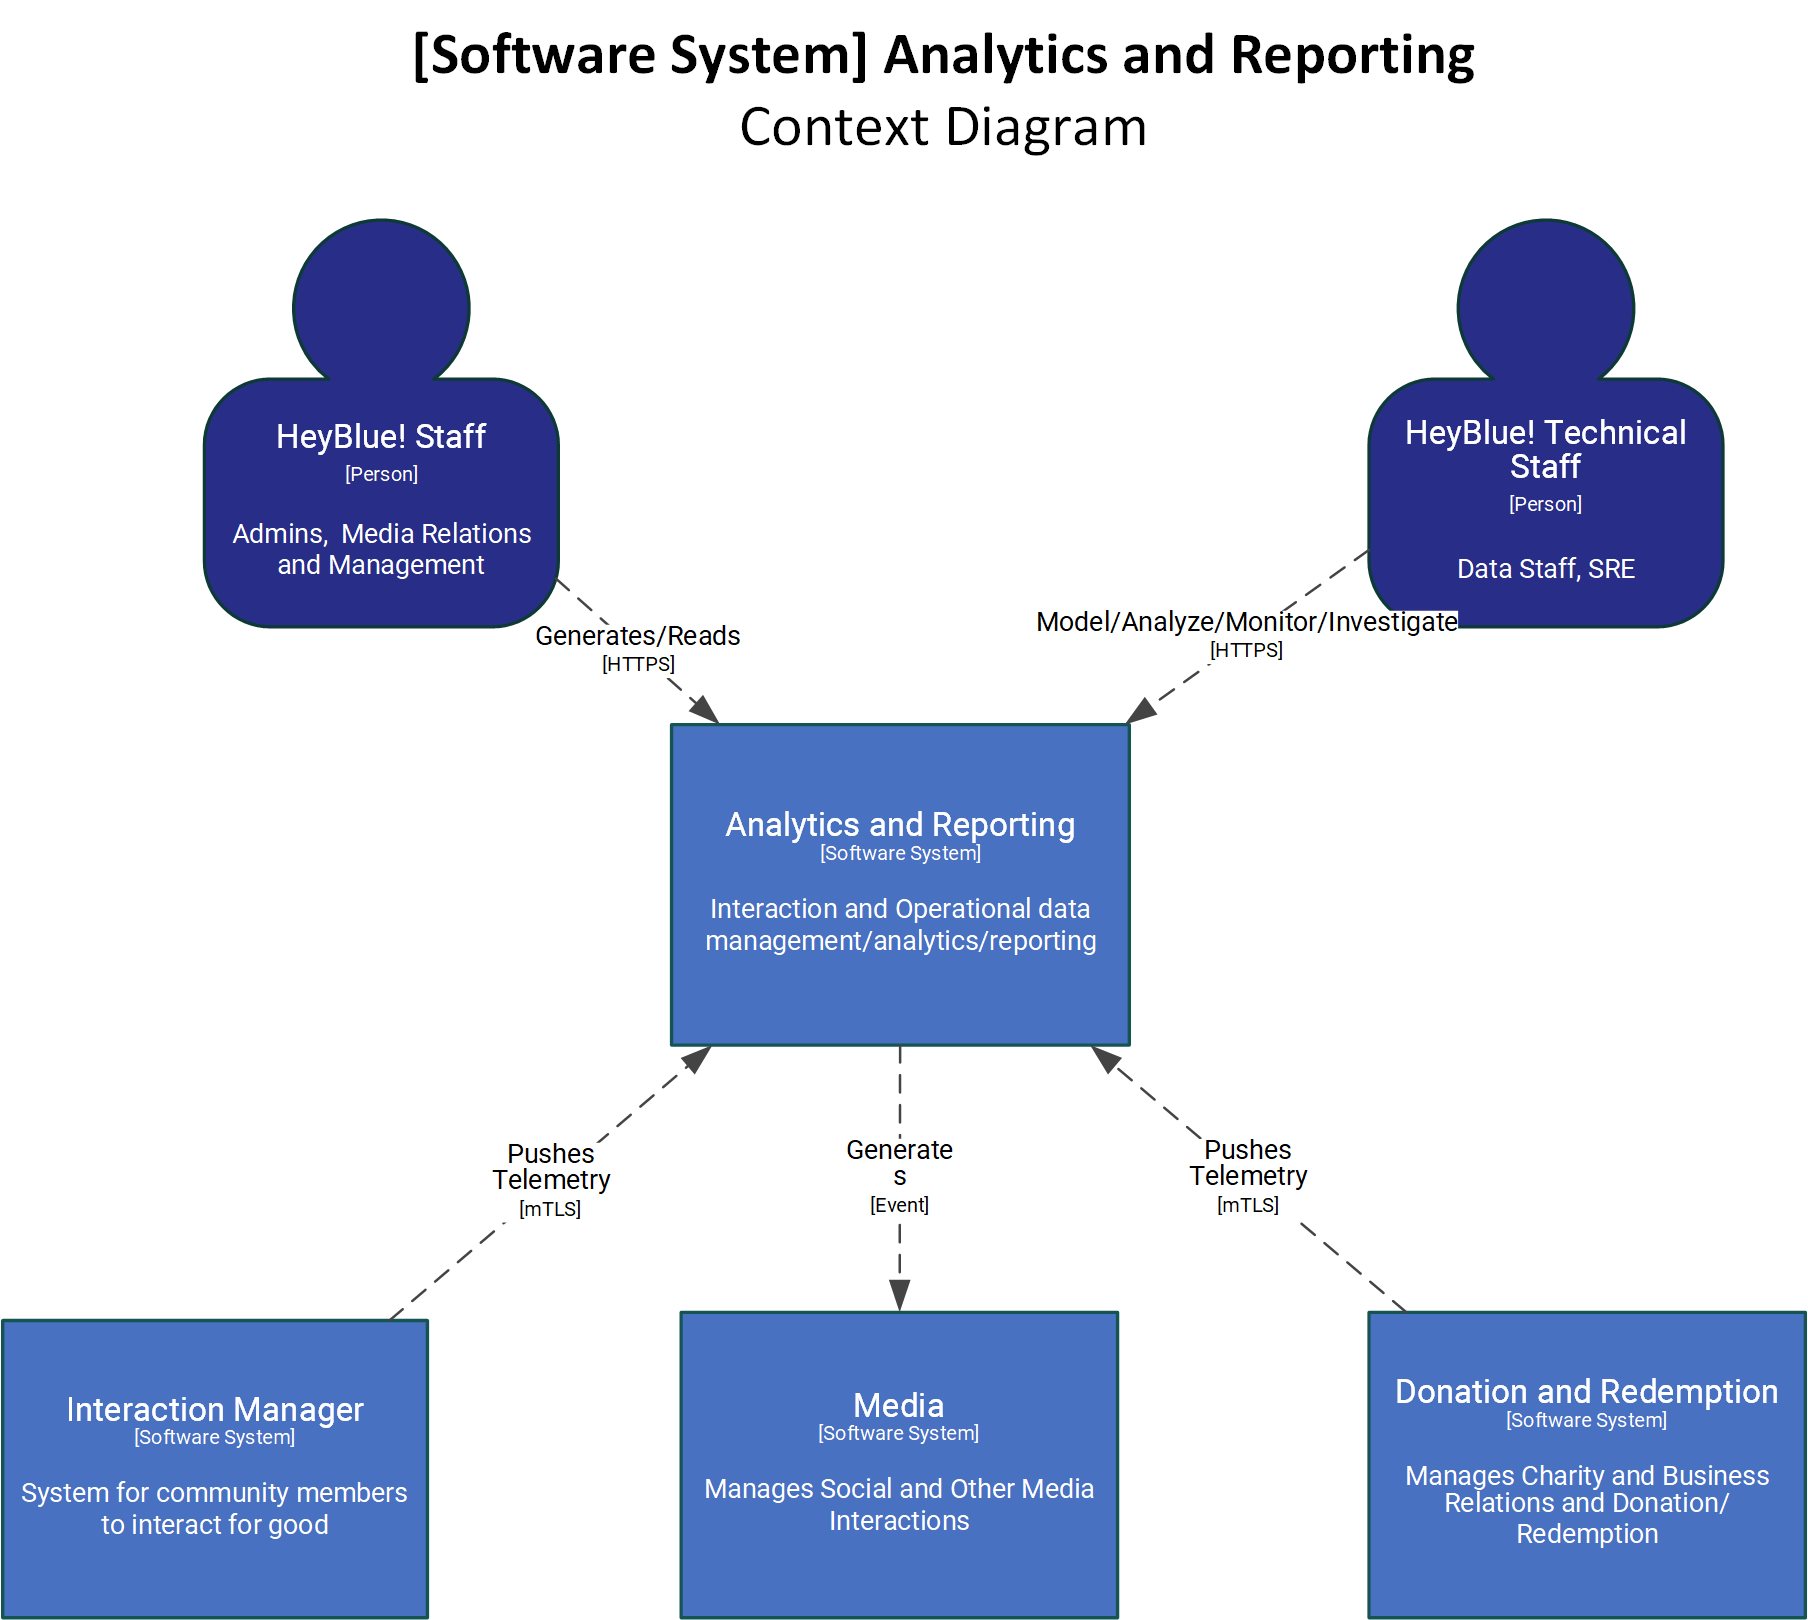 [Software System] Analytics and Reporting
Context Diagram
HeyBlue! Staff
[Person]
Admins,  Media Relations
and Management
HeyBlue! Technical
Staff
[Person]
Data Staff, SRE
Generates/Reads
[HTTPS]
Model/Analyze/Monitor/Investigate
[HTTPS]
Analytics and Reporting
[Software System]
Interaction and Operational data
management/analytics/reporting
Pushes
Telemetry
[mTLS]
Generate
s
[Event]
Pushes
Telemetry
[mTLS]
Interaction Manager
[Software System]
System for community members
to interact for good
Media
[Software System]
Manages Social and Other Media
Interactions
Donation and Redemption
[Software System]
Manages Charity and Business
Relations and Donation/
Redemption